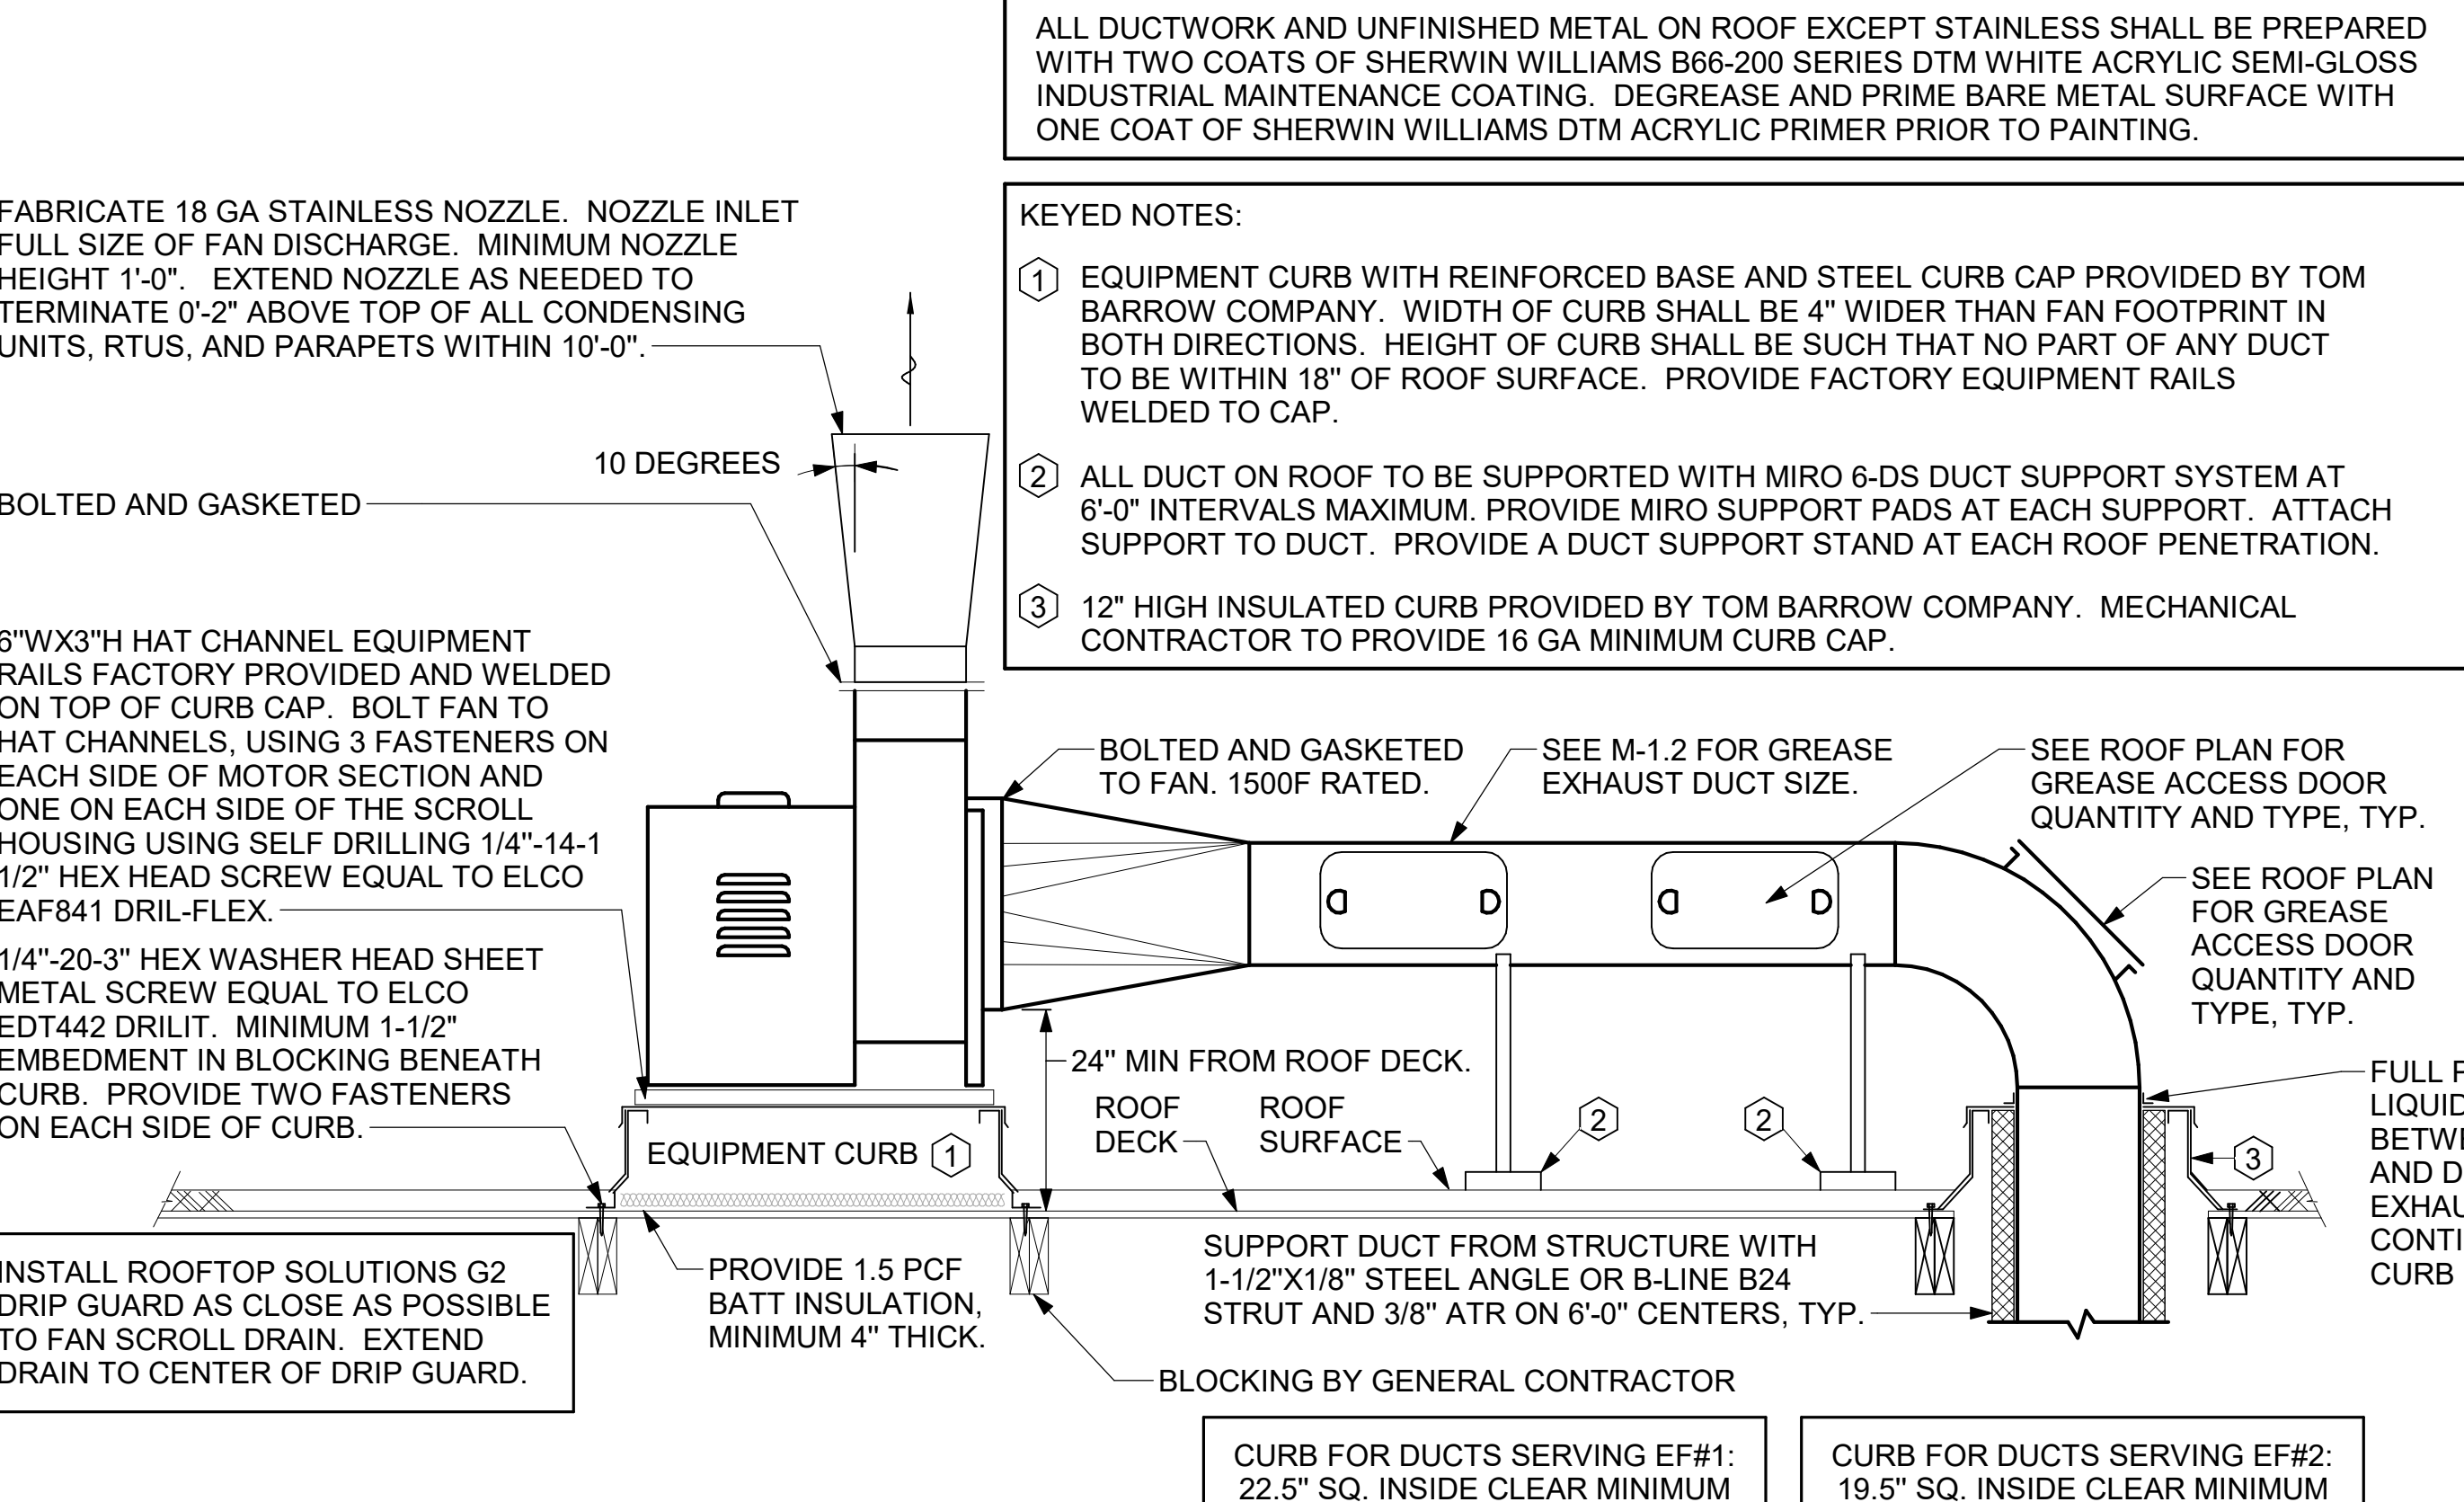 ALL DUCTWORK AND UNFINISHED METAL ON ROOF EXCEPT STAINLESS SHALL BE PREPARED
WITH TWO COATS OF SHERWIN WILLIAMS B66-200 SERIES DTM WHITE ACRYLIC SEMI-GLOSS
INDUSTRIAL MAINTENANCE COATING. DEGREASE AND PRIME BARE METAL SURFACE WITH
ONE COAT OF SHERWIN WILLIAMS DTM ACRYLIC PRIMER PRIOR TO PAINTING.
FABRICATE 18 GA STAINLESS NOZZLE. NOZZLE INLET
FULL SIZE OF FAN DISCHARGE. MINIMUM NOZZLE
HEIGHT 1'-0". EXTEND NOZZLE AS NEEDED TO
TERMINATE 0'-2" ABOVE TOP OF ALL CONDENSING
UNITS, RTUS, AND PARAPETS WITHIN 10'-0".
KEYED NOTES:
1 EQUIPMENT CURB WITH REINFORCED BASE AND STEEL CURB CAP PROVIDED BY TOM
BARROW COMPANY. WIDTH OF CURB SHALL BE 4" WIDER THAN FAN FOOTPRINT IN
BOTH DIRECTIONS. HEIGHT OF CURB SHALL BE SUCH THAT NO PART OF ANY DUCT
TO BE WITHIN 18" OF ROOF SURFACE. PROVIDE FACTORY EQUIPMENT RAILS
WELDED TO CAP.
2 ALL DUCT ON ROOF TO BE SUPPORTED WITH MIRO 6-DS DUCT SUPPORT SYSTEM AT
6'-0" INTERVALS MAXIMUM. PROVIDE MIRO SUPPORT PADS AT EACH SUPPORT. ATTACH
SUPPORT TO DUCT. PROVIDE A DUCT SUPPORT STAND AT EACH ROOF PENETRATION.
3 12" HIGH INSULATED CURB PROVIDED BY TOM BARROW COMPANY. MECHANICAL
CONTRACTOR TO PROVIDE 16 GA MINIMUM CURB CAP.
10 DEGREES
BOLTED AND GASKETED
6"WX3"H HAT CHANNEL EQUIPMENT
RAILS FACTORY PROVIDED AND WELDED
ON TOP OF CURB CAP. BOLT FAN TO
HAT CHANNELS, USING 3 FASTENERS ON
EACH SIDE OF MOTOR SECTION AND
ONE ON EACH SIDE OF THE SCROLL
HOUSING USING SELF DRILLING 1/4"-14-1
1/2" HEX HEAD SCREW EQUAL TO ELCO
EAF841 DRIL-FLEX.
1/4"-20-3" HEX WASHER HEAD SHEET
METAL SCREW EQUAL TO ELCO
EDT442 DRILIT. MINIMUM 1-1/2"
EMBEDMENT IN BLOCKING BENEATH
CURB. PROVIDE TWO FASTENERS
ON EACH SIDE OF CURB.
BOLTED AND GASKETED
TO FAN. 1500F RATED.
SEE M-1.2 FOR GREASE
EXHAUST DUCT SIZE.
SEE ROOF PLAN FOR
GREASE ACCESS DOOR
QUANTITY AND TYPE, TYP.
SEE ROOF PLAN
FOR GREASE
ACCESS DOOR
QUANTITY AND
TYPE, TYP.
24" MIN FROM ROOF DECK.
ROOF
DECK
ROOF
SURFACE
2
2
3
EQUIPMENT CURB 1
FULL
LIQUID
BETWE
AND D
EXHAU
CONTI
CURB
INSTALL ROOFTOP SOLUTIONS G2
DRIP GUARD AS CLOSE AS POSSIBLE
TO FAN SCROLL DRAIN. EXTEND
DRAIN TO CENTER OF DRIP GUARD.
PROVIDE 1.5 PCF
BATT INSULATION,
MINIMUM 4" THICK.
SUPPORT DUCT FROM STRUCTURE WITH
1-1/2"X1/8" STEEL ANGLE OR B-LINE B24
STRUT AND 3/8" ATR ON 6'-0" CENTERS, TYP.
BLOCKING BY GENERAL CONTRACTOR
CURB FOR DUCTS SERVING EF#1:
22.5" SQ. INSIDE CLEAR MINIMUM
CURB FOR DUCTS SERVING EF#2:
19.5" SQ. INSIDE CLEAR MINIMUM